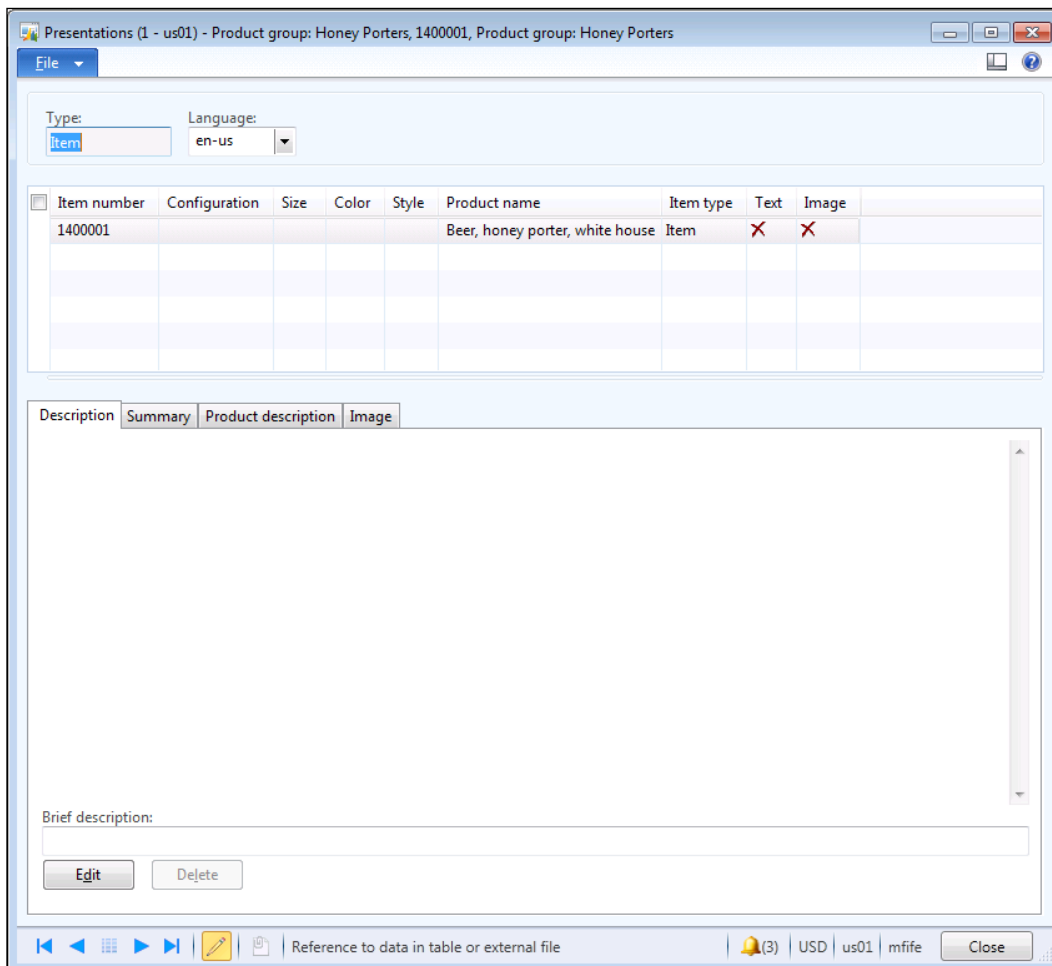 Presentations (1 - us01) - Product group: Honey Porters, 1400001, Product group: Honey Porters
File
Type: Language:
Item en-us
Item number Configuration Size Color Style Product name Item type Text Image
1400001 Beer, honey porter, white house Item
Description Summary Product description Image
Brief description:
Edit Delete
Reference to data in table or external file (3) USD us01 mfife Close